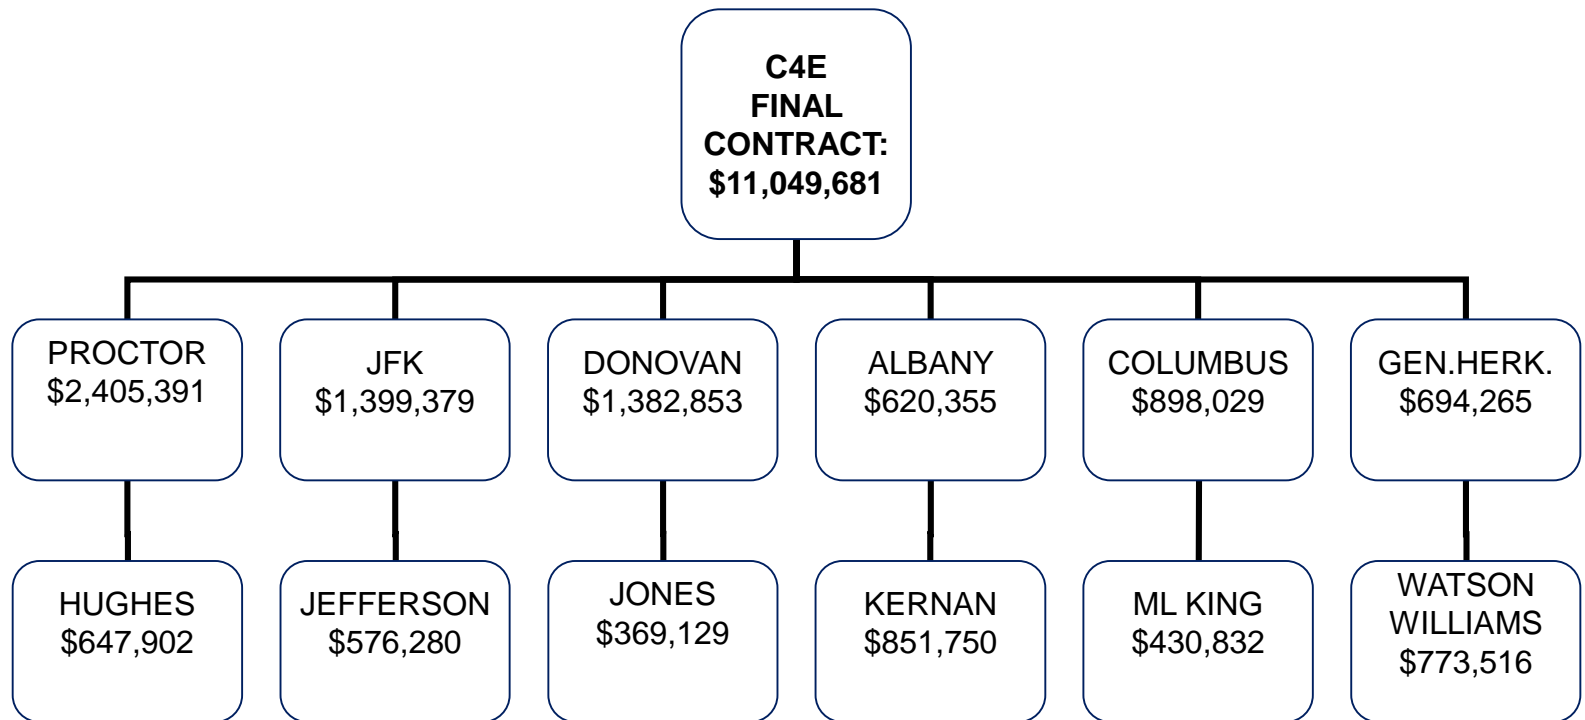 C4E
FINAL
CONTRACT:
$11,049,681
PROCTOR
$2,405,391
JFK
$1,399,379
DONOVAN
$1,382,853
ALBANY
$620,355
COLUMBUS
$898,029
GEN.HERK.
$694,265
HUGHES
$647,902
JEFFERSON
$576,280
JONES
$369,129
KERNAN
$851,750
ML KING
$430,832
WATSON
WILLIAMS
$773,516